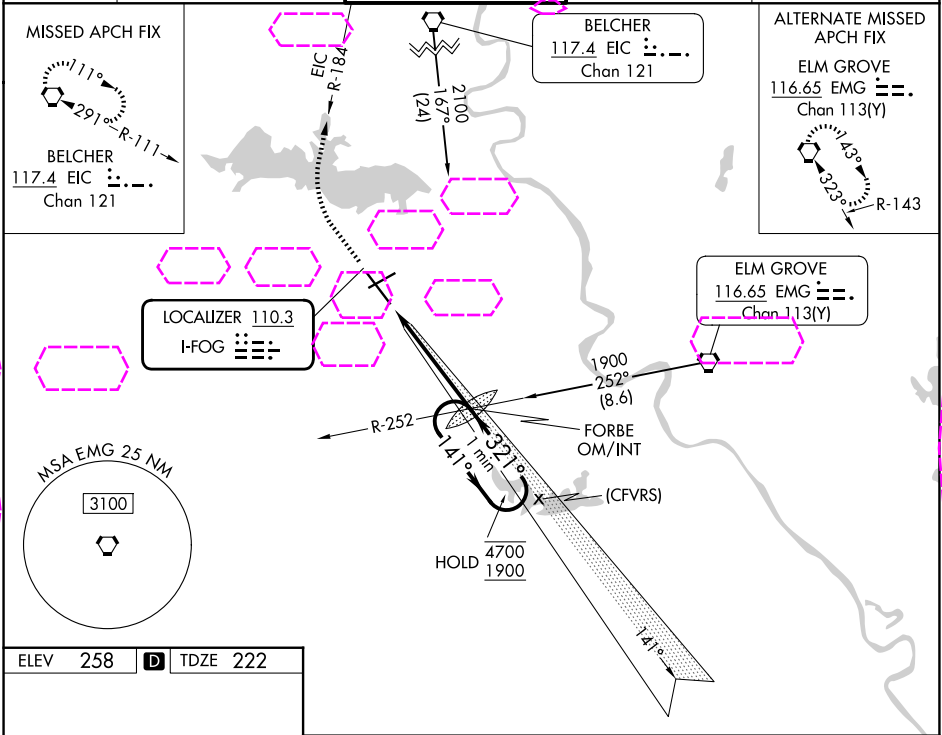 MISSED APCH FIX
111°
291°
R-111
BELCHER
117.4 EIC
Chan 121
EIC
R-184
2100
167°
(24)
BELCHER
117.4 EIC
Chan 121
ALTERNATE MISSED
APCH FIX
ELM GROVE
116.65 EMG
Chan 113(Y)
143°
323°
R-143
ELM GROVE
116.65 EMG
Chan 113(Y)
LOCALIZER 110.3
I-FOG
1900
252°
(8.6)
R-252
FORBE
OM/INT
141°
1 min
321°
(CFVRS)
HOLD 4700
1900
141°
MSA EMG 25 NM
3100
ELEV 258 D TDZE 222